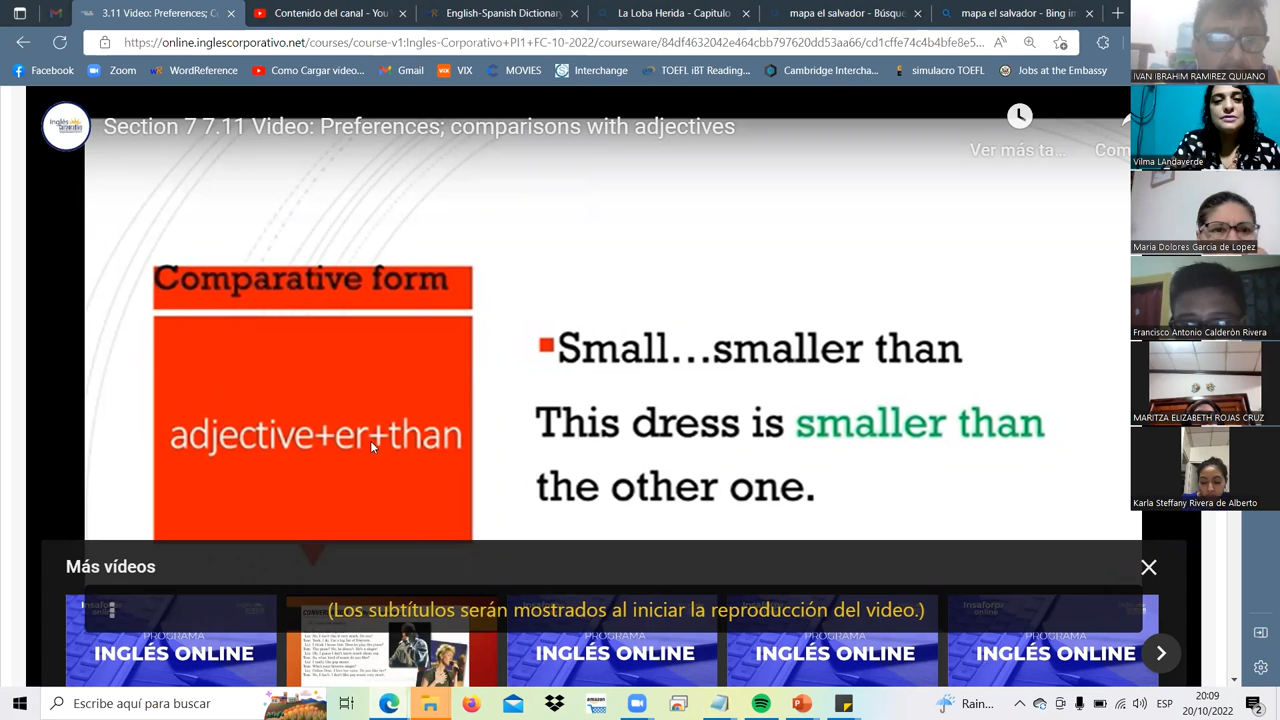 3.11 Video: Preferences; c
Contenido del canal - YouTu
English-Spanish Dictionary
La Loba Herida - Capítulo
mapa el salvador - Búsque
mapa el salvador - Bing im
https://online.inglescorporativo.net/courses/course-v1:Ingles-Corporativo+PI1+FC-10-2022/courseware/84df4632042e464cbb797620dd53aa66/cd1cffe74c4b4f4c8e5...
Facebook
Zoom
WordReference
Como Cargar video...
Gmail
VIX
MOVIES
Interchange
TOEFL iBT Reading...
Cambridge Intercha...
simulacro TOEFL
Jobs at the Embassy
Section 7 7.11 Video: Preferences; comparisons with adjectives
Ver más ta...
Com
Comparative form
adjective+er+than
Small...smaller than
This dress is smaller than
the other one.
IVAN IBRAHIM RAMIREZ QUIJANO
Vilma LAndaverde
Maria Dolores Garcia de Lopez
Francisco Antonio Calderòn Rivera
MARITZA ELIZABETH ROJAS CRUZ
Karla Steffany Rivera de Alberto
Más vídeos
(Los subtítulos serán mostrados al iniciar la reproducción del video.)
PROGRAMA
INGLÉS ONLINE
CONVERS
PROGRAMA
INGLÉS ONLINE
PROGRAMA
INGLÉS ONLINE
PROGRAMA
INGLÉS ONLINE
Escribe aquí para buscar
Rain...
ESP
20:09
20/10/2022
2